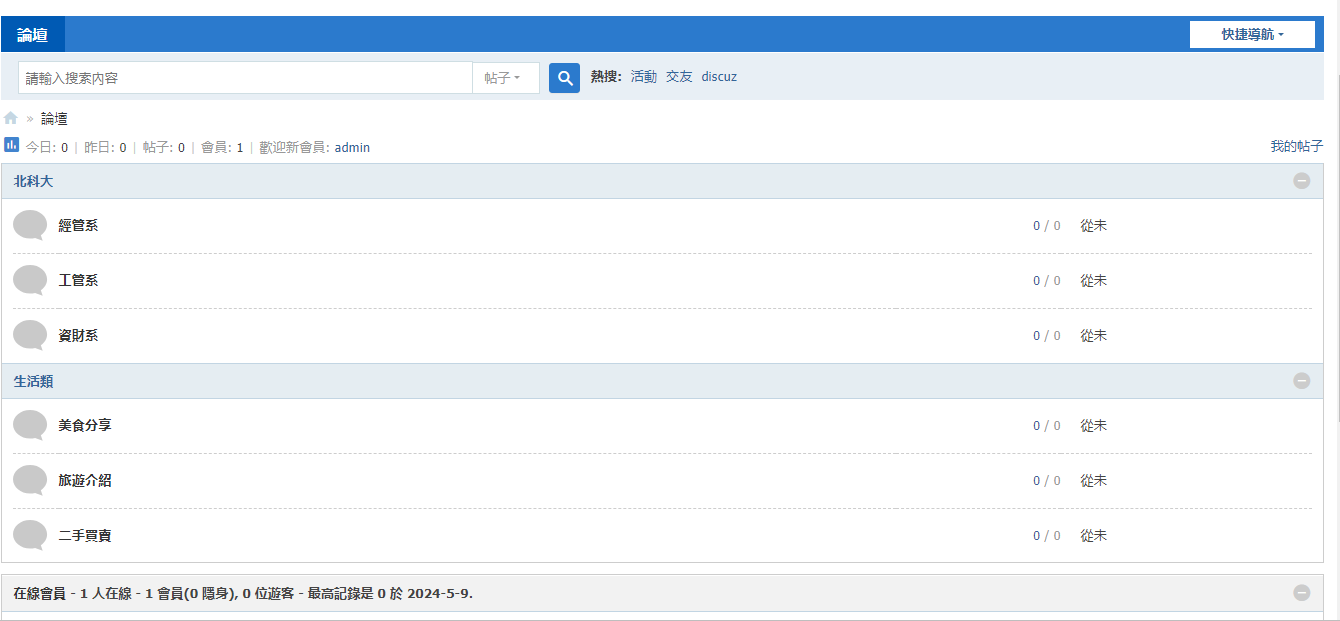 論壇 快捷導航
請輸入搜索內容 帖子 熱搜: 活動 交友 discuz
» 論壇
今日: 0 | 昨日: 0 | 帖子: 0 | 會員: 1 | 歡迎新會員: admin 我的帖子
北科大
經管系 0 / 0 從未
工管系 0 / 0 從未
資財系 0 / 0 從未
生活類
美食分享 0 / 0 從未
旅遊介紹 0 / 0 從未
二手買賣 0 / 0 從未
在線會員 - 1 人在線 - 1 會員(0 隱身), 0 位遊客 - 最高記錄是 0 於 2024-5-9.